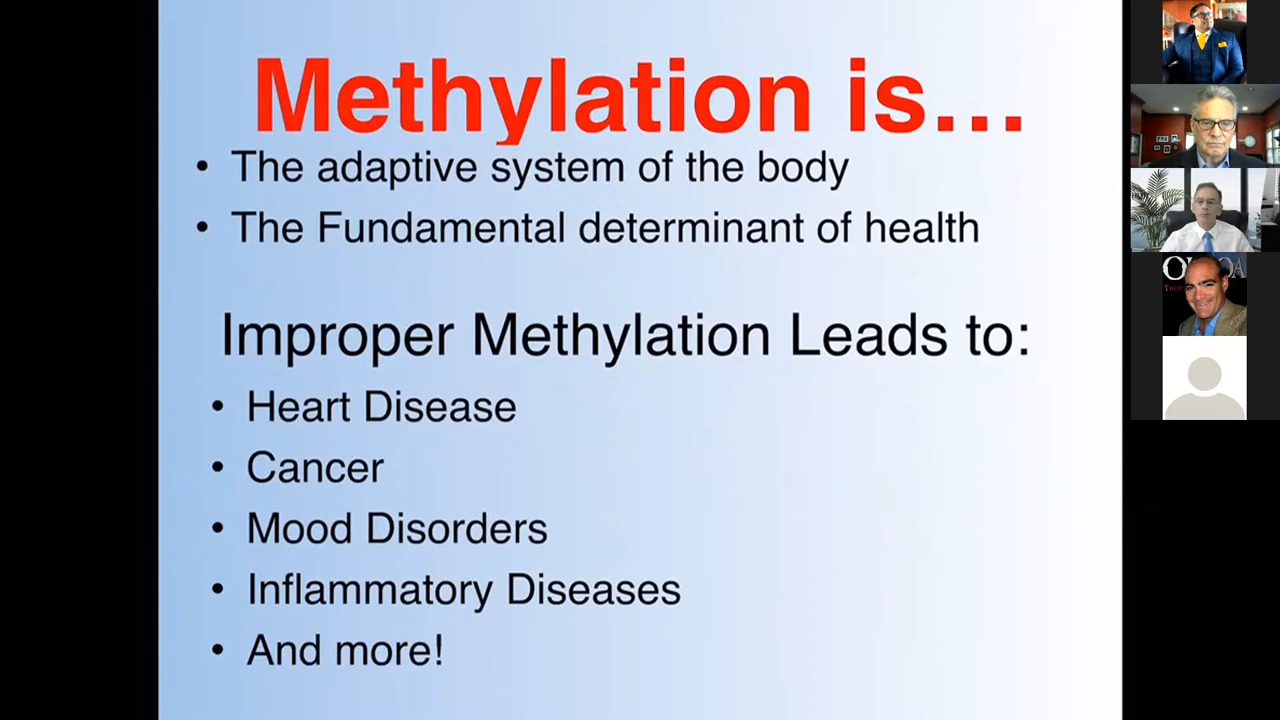 Methylation is...
• The adaptive system of the body
• The Fundamental determinant of health
Improper Methylation Leads to:
• Heart Disease
• Cancer
• Mood Disorders
• Inflammatory Diseases
• And more!